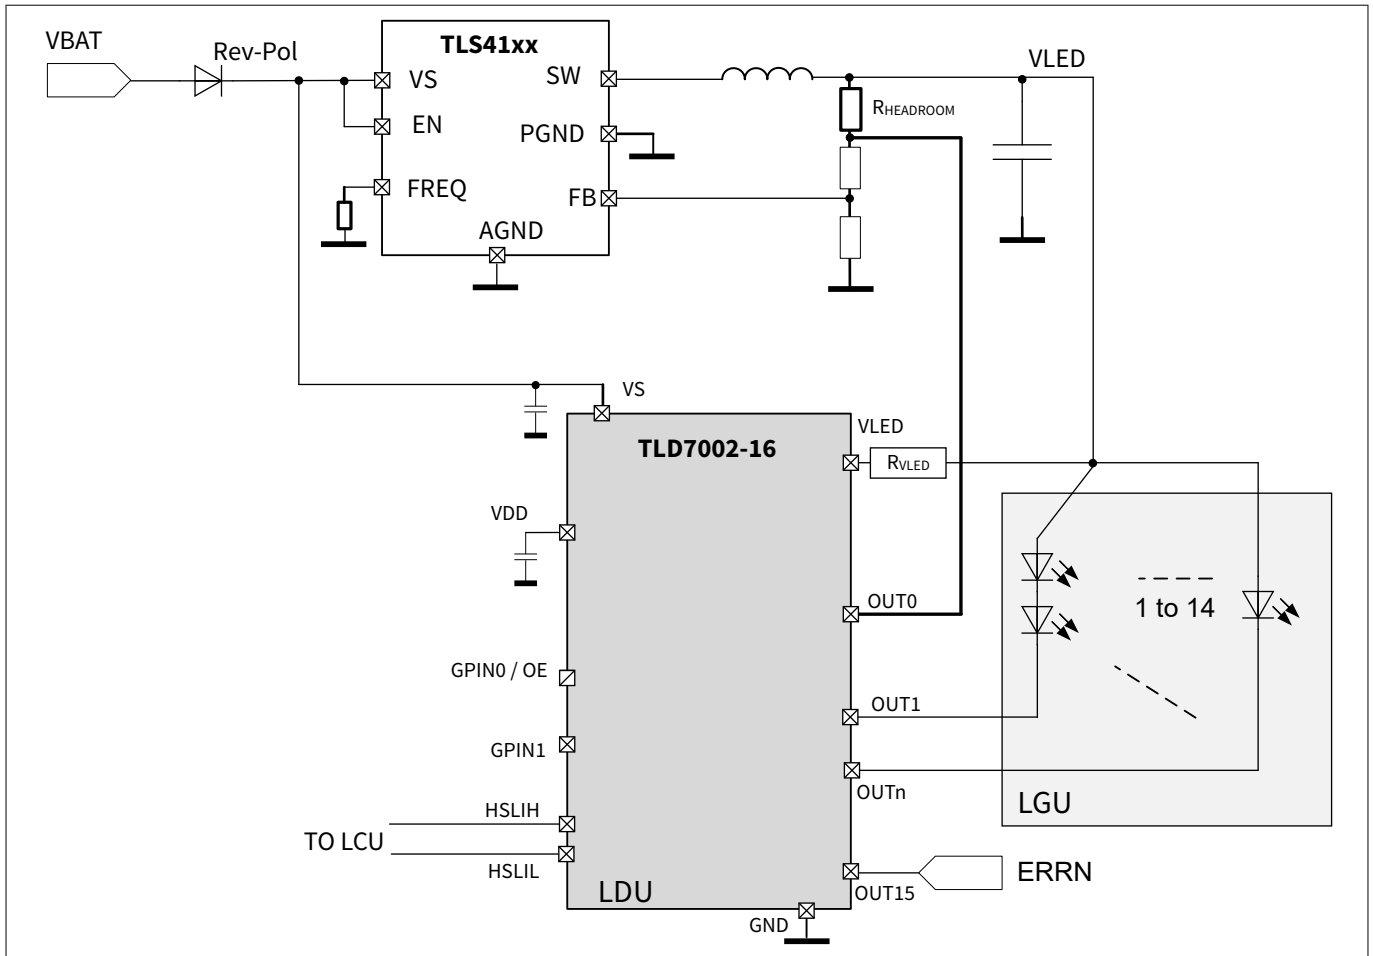 VBAT
Rev-Pol
TLS41xx
VS
SW
VLED
RHEADROOM
EN
PGND
FREQ
FB
AGND
VS
TLD7002-16
VLED
RVLED
VDD
OUT0
1 to 14
GPIN0 / OE
OUT1
GPIN1
OUTn
LGU
HSLIH
TO LCU
HSLIL
ERRN
LDU
OUT15
GND